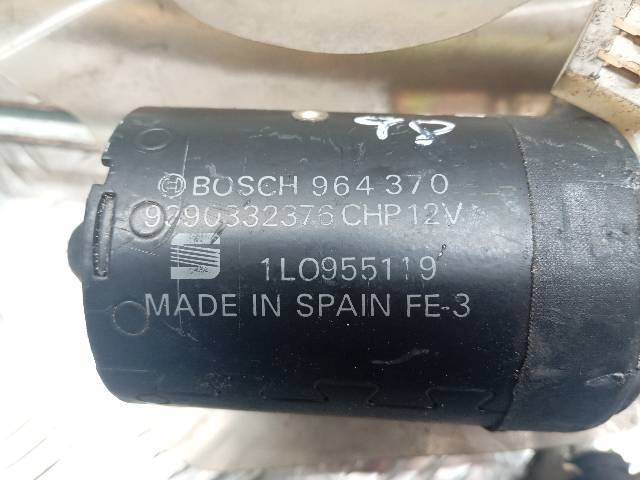 BOSCH 964 370
9390332376 CHP 12V
1L0955119
MADE IN SPAIN FE-3